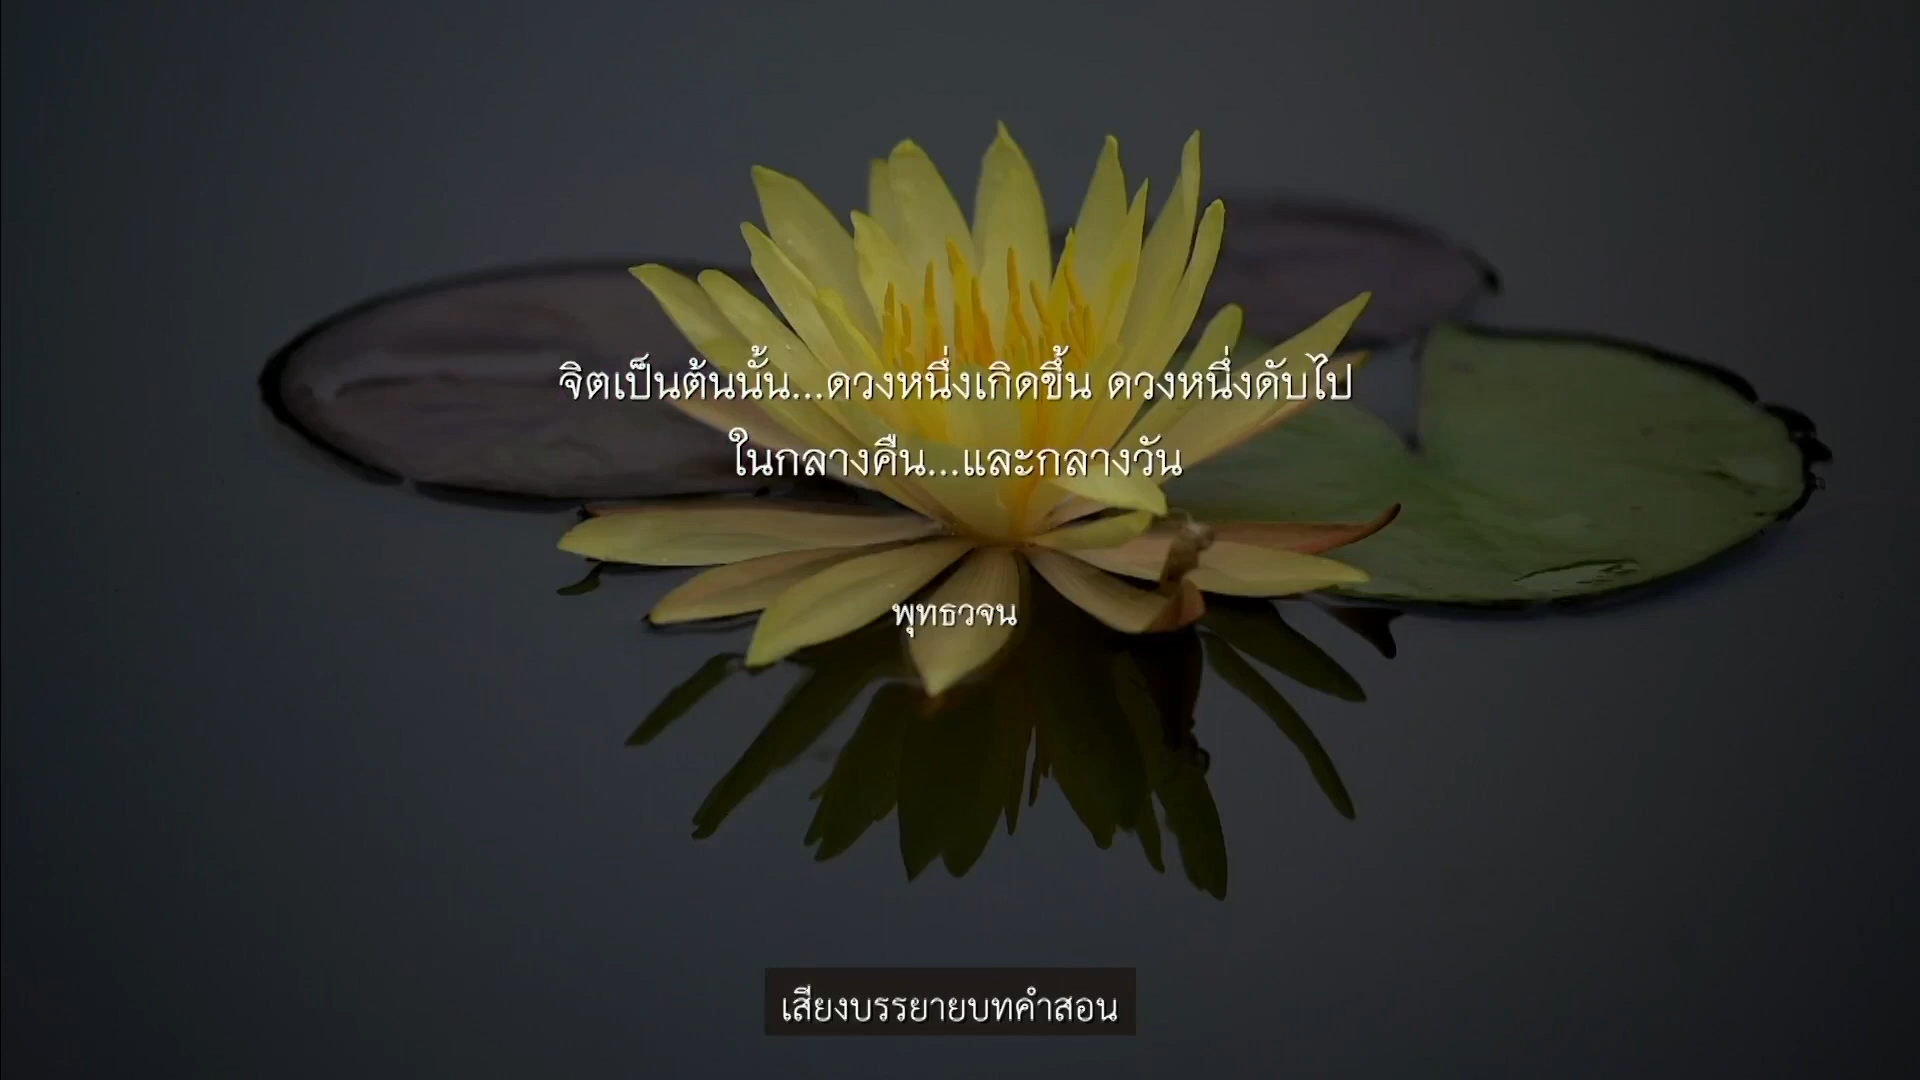 จิตเป็นต้นนั้น...ดวงหนึ่งเกิดขึ้น ดวงหนึ่งดับไป
ในกลางคืน...และกลางวัน
พุทธวจน
เสียงบรรยายบทคำสอน